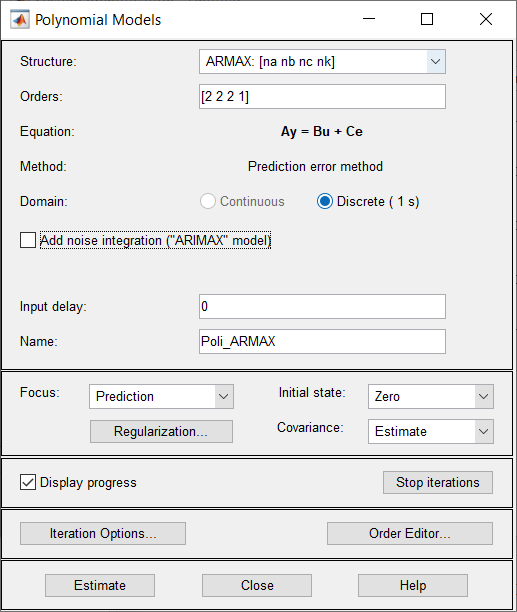 Polynomial Models
Structure: ARMAX: [na nb nc nk]
Orders: [2 2 2 1]
Equation: Ay = Bu + Ce
Method: Prediction error method
Domain: Continuous Discrete ( 1 s)
Add noise integration ("ARIMAX" model)
Input delay: 0
Name: Poli_ARMAX
Focus: Prediction Initial state: Zero
Regularization... Covariance: Estimate
Display progress Stop iterations
Iteration Options... Order Editor...
Estimate Close Help